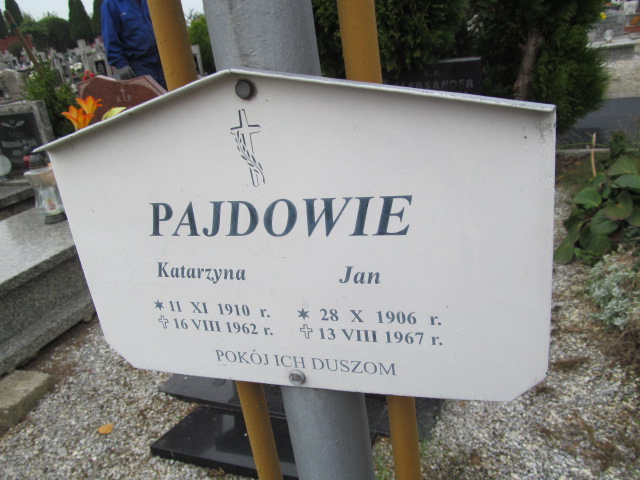 PAJDOWIE
Katarzyna Jan
✶ 11 XI 1910 r. ✶ 28 X 1906 r.
✝ 16 VIII 1962 r. ✝ 13 VIII 1967 r.
POKÓJ ICH DUSZOM